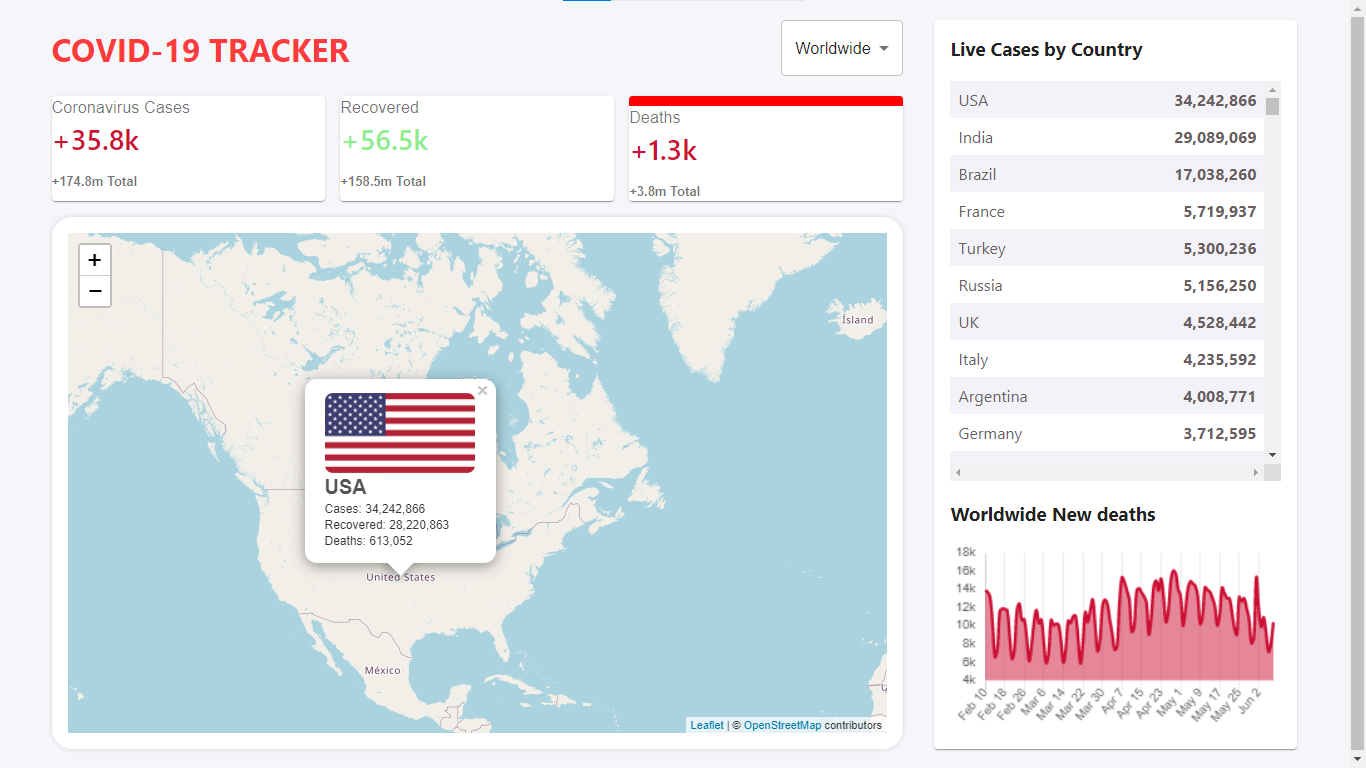 COVID-19 TRACKER
Worldwide
Coronavirus Cases
+35.8k
+174.8m Total
Recovered
+56.5k
+158.5m Total
Deaths
+1.3k
+3.8m Total
+
−
Ísland
×
USA
Cases: 34,242,866
Recovered: 28,220,863
Deaths: 613,052
United States
México
Leaflet | © OpenStreetMap contributors
Live Cases by Country
USA 34,242,866
India 29,089,069
Brazil 17,038,260
France 5,719,937
Turkey 5,300,236
Russia 5,156,250
UK 4,528,442
Italy 4,235,592
Argentina 4,008,771
Germany 3,712,595
Worldwide New deaths
18k
16k
14k
12k
10k
8k
6k
4k
Feb 10
Feb 18
Feb 26
Mar 6
Mar 14
Mar 22
Mar 30
Apr 7
Apr 15
Apr 23
May 1
May 9
May 17
May 25
Jun 2